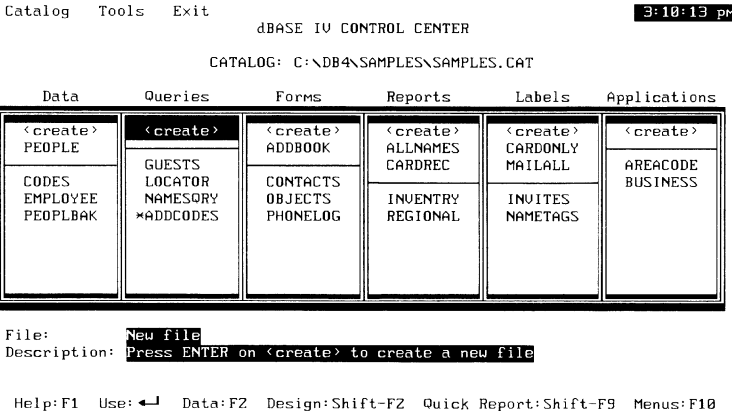 Catalog Tools Exit 3:10:13 pm
dBASE IV CONTROL CENTER
CATALOG: C:\DB4\SAMPLES\SAMPLES.CAT
Data Queries Forms Reports Labels Applications
<create> <create> <create> <create> <create> <create>
PEOPLE ADDBOOK ALLNAMES CARDONLY
GUESTS CARDREC MAILALL AREACODE
CODES LOCATOR CONTACTS BUSINESS
EMPLOYEE NAMESQRY OBJECTS INVENTRY INVITES
PEOPLBAK *ADDCODES PHONELOG REGIONAL NAMETAGS
File: New file
Description: Press ENTER on <create> to create a new file
Help:F1 Use:◄┘ Data:F2 Design:Shift-F2 Quick Report:Shift-F9 Menus:F10